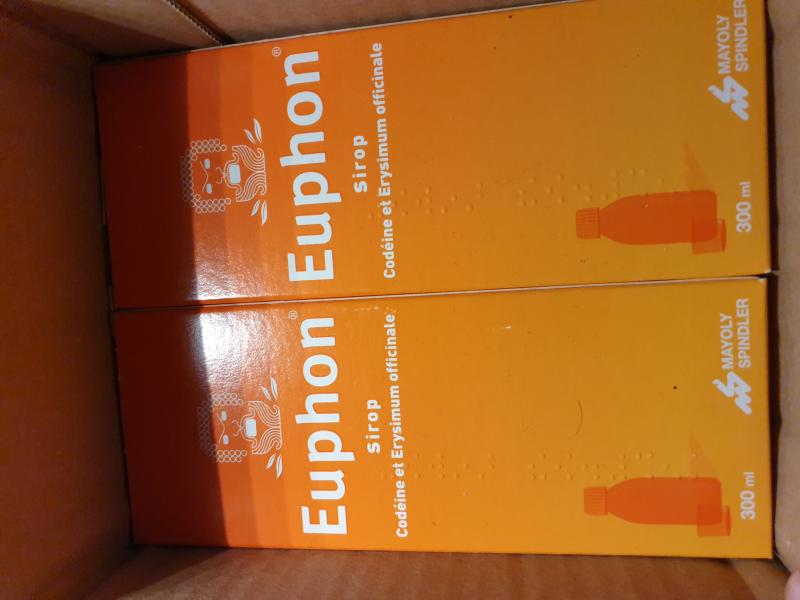 Euphon®
Sirop
Codéine et Erysimum officinale
300 ml
MAYOLY
SPINDLER
Euphon®
Sirop
Codéine et Erysimum officinale
300 ml
MAYOLY
SPINDLER